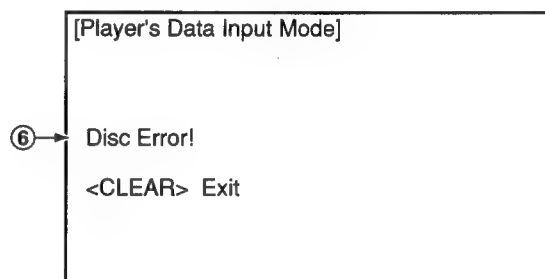 [Player's Data Input Mode]
⑥ Disc Error!
<CLEAR> Exit